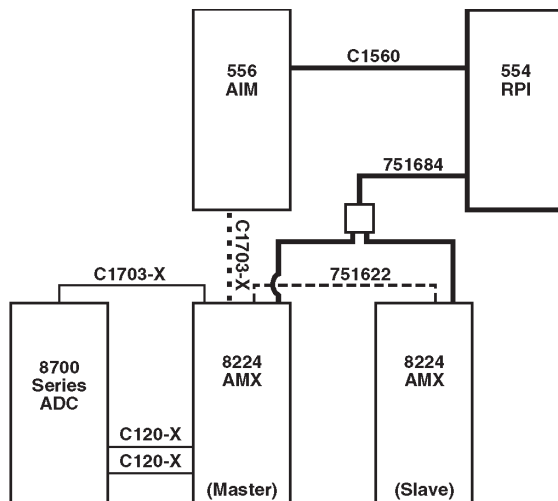 556
AIM
C1560
554
RPI
751684
C1703-X
C1703-X
751622
8700
Series
ADC
8224
AMX
8224
AMX
C120-X
C120-X
(Master)
(Slave)